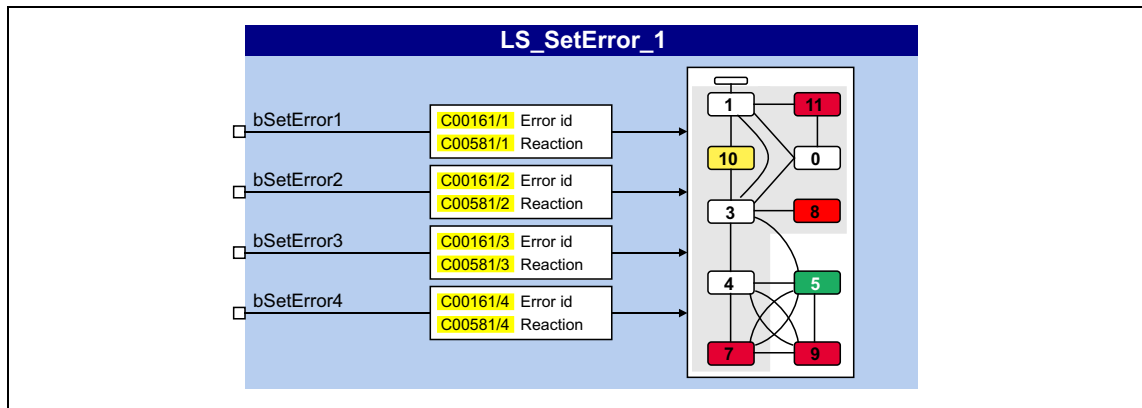 LS_SetError_1
bSetError1
C00161/1 Error id
C00581/1 Reaction
bSetError2
C00161/2 Error id
C00581/2 Reaction
bSetError3
C00161/3 Error id
C00581/3 Reaction
bSetError4
C00161/4 Error id
C00581/4 Reaction
1 11
10 0
3 8
4 5
7 9